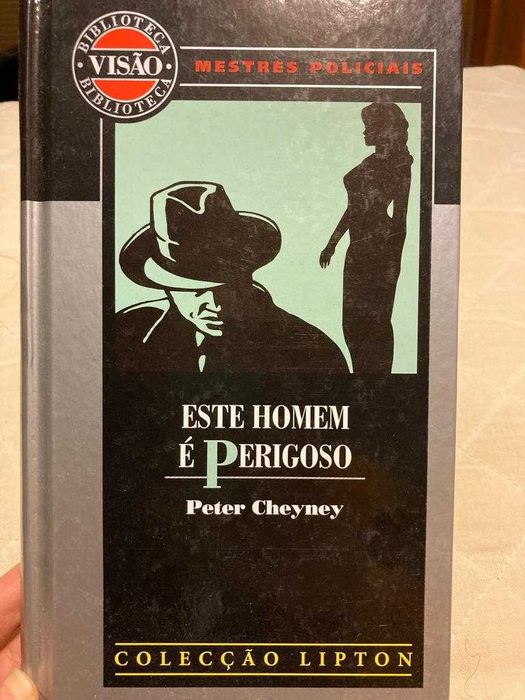 BIBLIOTECA
VISÃO
BIBLIOTECA
MESTRES POLICIAIS
ESTE HOMEM
É PERIGOSO
Peter Cheyney
COLECÇÃO LIPTON